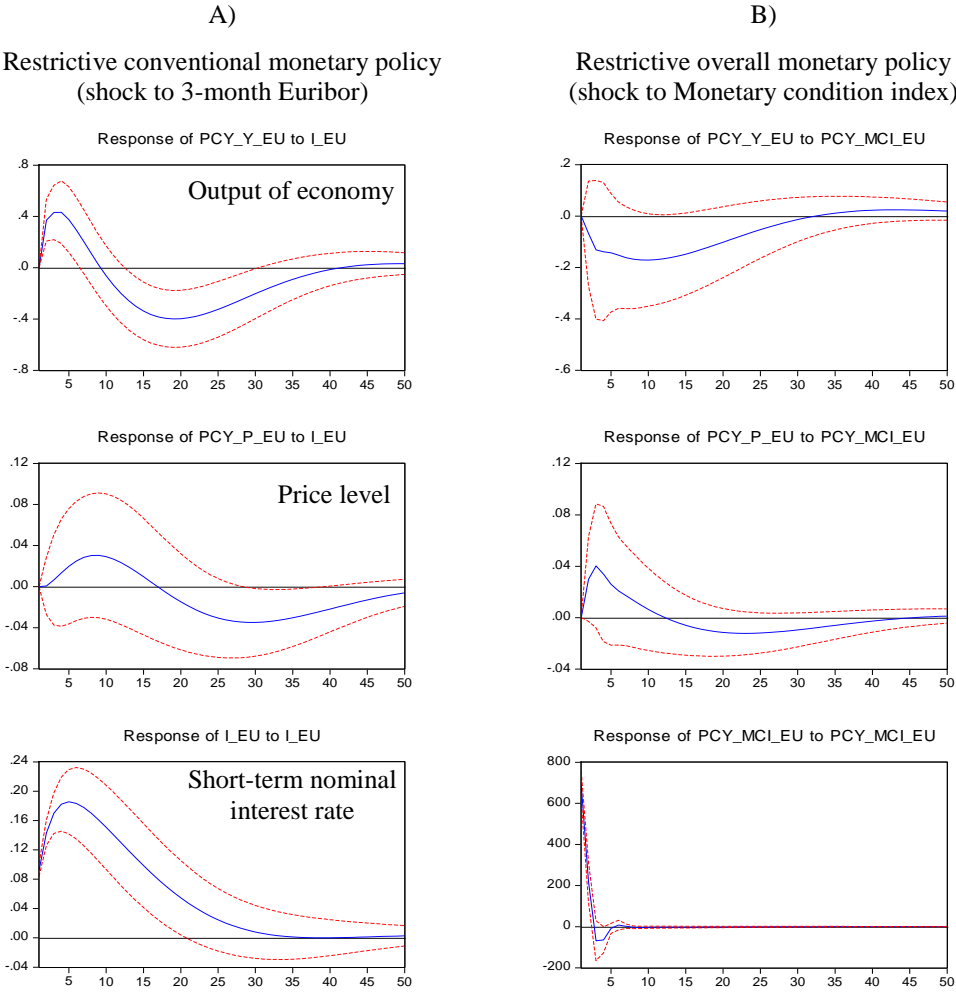 A)
B)
Restrictive conventional monetary policy
(shock to 3-month Euribor)
Restrictive overall monetary policy
(shock to Monetary condition index)
Response of PCY_Y_EU to I_EU
.8
.4
.0
-.4
-.8
Output of economy
5 10 15 20 25 30 35 40 45 50
Response of PCY_Y_EU to PCY_MCI_EU
.2
.0
-.2
-.4
-.6
5 10 15 20 25 30 35 40 45 50
Response of PCY_P_EU to I_EU
.12
.08
.04
.00
-.04
-.08
Price level
5 10 15 20 25 30 35 40 45 50
Response of PCY_P_EU to PCY_MCI_EU
.12
.08
.04
.00
-.04
5 10 15 20 25 30 35 40 45 50
Response of I_EU to I_EU
.24
.20
.16
.12
.08
.04
.00
-.04
Short-term nominal
interest rate
5 10 15 20 25 30 35 40 45 50
Response of PCY_MCI_EU to PCY_MCI_EU
800
600
400
200
0
-200
5 10 15 20 25 30 35 40 45 50